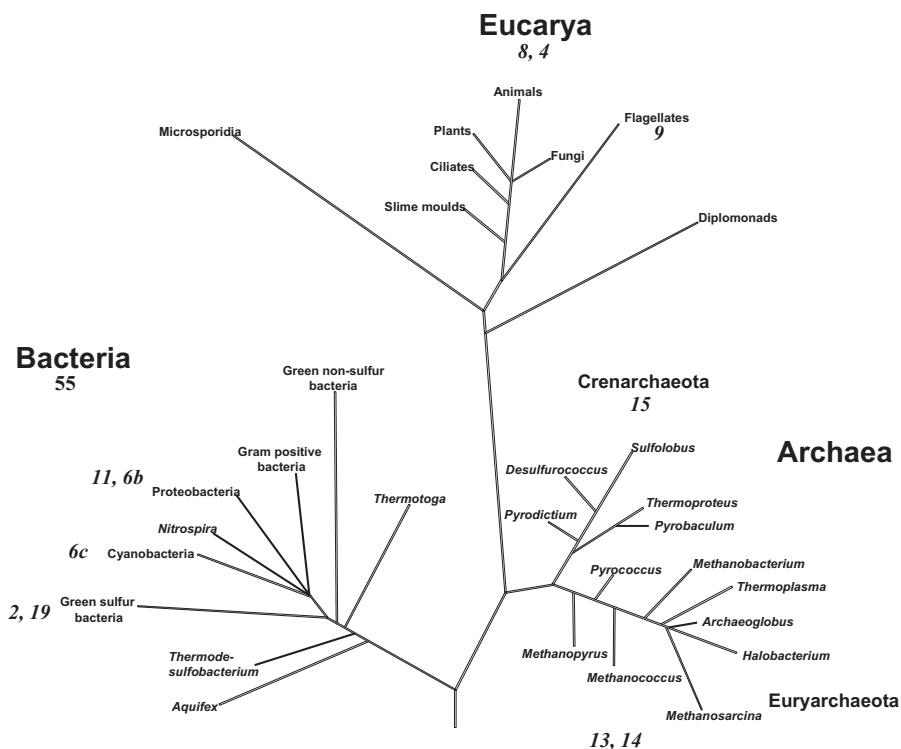 Eucarya
8, 4
Animals
Flagellates
9
Microsporidia
Plants
Fungi
Ciliates
Slime moulds
Diplomonads
Bacteria
55
Green non-sulfur
bacteria
Crenarchaeota
15
Archaea
Gram positive
bacteria
Sulfolobus
Desulfurococcus
11, 6b
Proteobacteria
Thermotoga
Thermoproteus
Pyrodictium
Pyrobaculum
Nitrospira
6c
Cyanobacteria
Methanobacterium
Pyrococcus
Thermoplasma
2, 19
Green sulfur
bacteria
Archaeoglobus
Methanopyrus
Halobacterium
Thermode-
sulfobacterium
Methanococcus
Aquifex
Euryarchaeota
Methanosarcina
13, 14